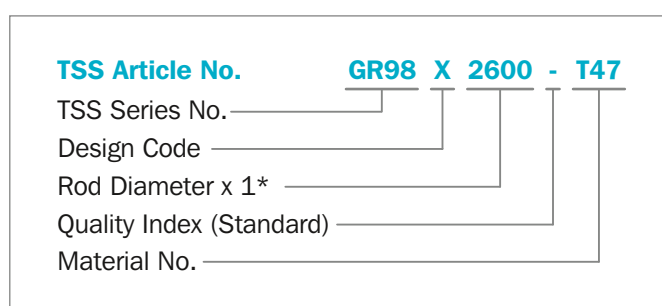 TSS Article No. GR98 X 2600 - T47
TSS Series No.
Design Code
Rod Diameter x 1*
Quality Index (Standard)
Material No.